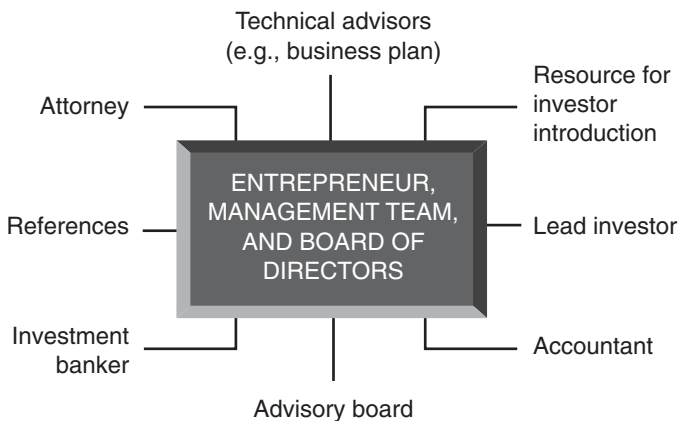 Technical advisors
(e.g., business plan)
Attorney
Resource for
investor
introduction
ENTREPRENEUR,
MANAGEMENT TEAM,
AND BOARD OF
DIRECTORS
References
Lead investor
Investment
banker
Accountant
Advisory board